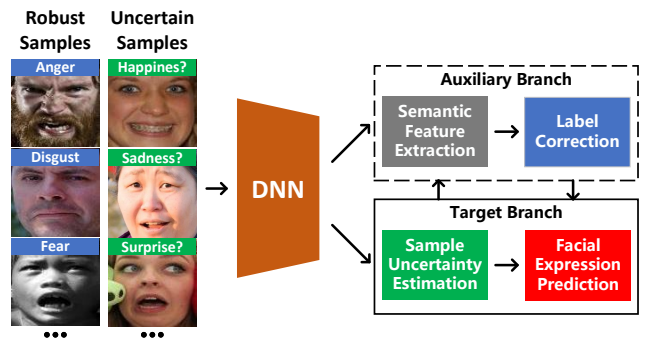 Robust
Samples
Uncertain
Samples
Anger
Happines?
Disgust
Sadness?
Fear
Surprise?
DNN
Auxiliary Branch
Semantic
Feature
Extraction
Label
Correction
Target Branch
Sample
Uncertainty
Estimation
Facial
Expression
Prediction